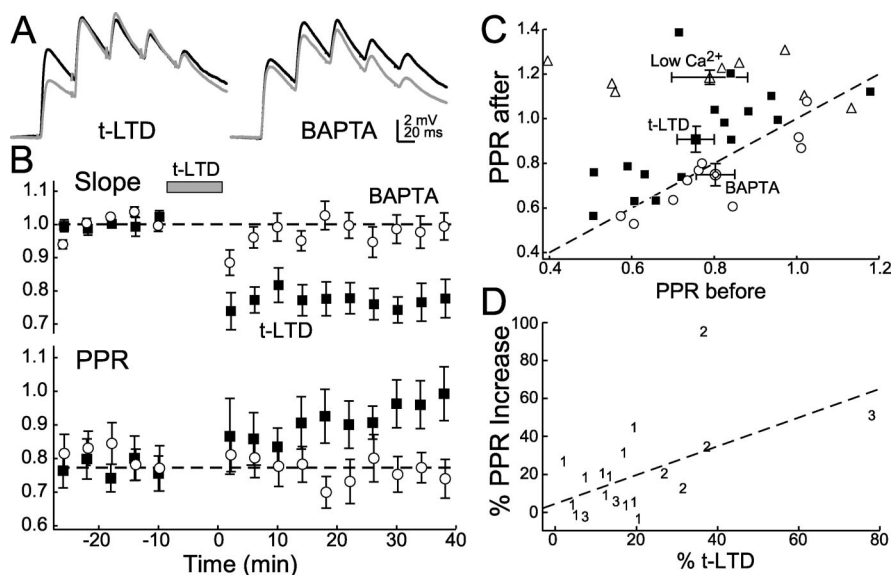 A
t-LTD
BAPTA
2 mV
20 ms
B
t-LTD
Slope
BAPTA
1.0
0.9
0.8
0.7
t-LTD
PPR
1.0
0.9
0.8
0.7
0.6
-20
-10
0
10
20
30
40
Time (min)
C
PPR after
1.4
1.2
1.0
0.8
0.6
0.4
Low Ca2+
t-LTD
BAPTA
0.4
0.6
0.8
1.0
1.2
PPR before
D
% PPR Increase
100
80
60
40
20
0
2
1
3
1
2
1
1
1
1
1
2
2
1
1
3
1
1
1
3
1
0
20
40
60
80
% t-LTD